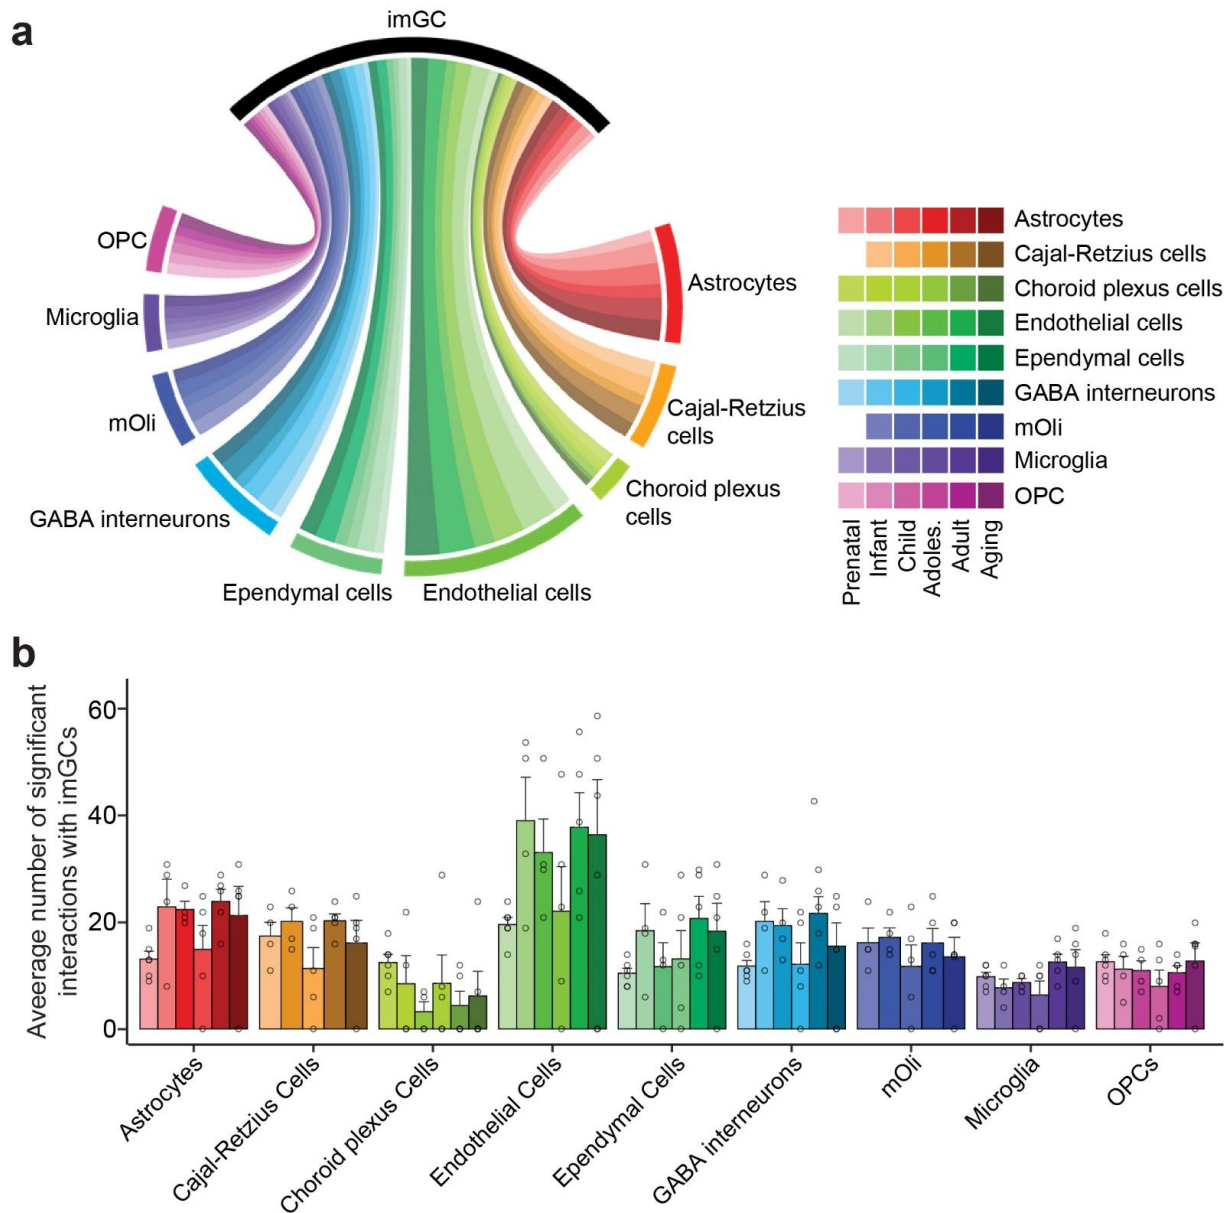 a
imGC
OPC
Microglia
mOli
GABA interneurons
Ependymal cells
Endothelial cells
Choroid plexus
cells
Cajal-Retzius
cells
Astrocytes
Astrocytes
Cajal-Retzius cells
Choroid plexus cells
Endothelial cells
Ependymal cells
GABA interneurons
mOli
Microglia
OPC
Prenatal
Infant
Child
Adoles.
Adult
Aging
b
Aveerage number of significant
interactions with imGCs
60
40
20
0
Astrocytes
Cajal-Retzius Cells
Choroid plexus Cells
Endothelial Cells
Ependymal Cells
GABA interneurons
mOli
Microglia
OPCs